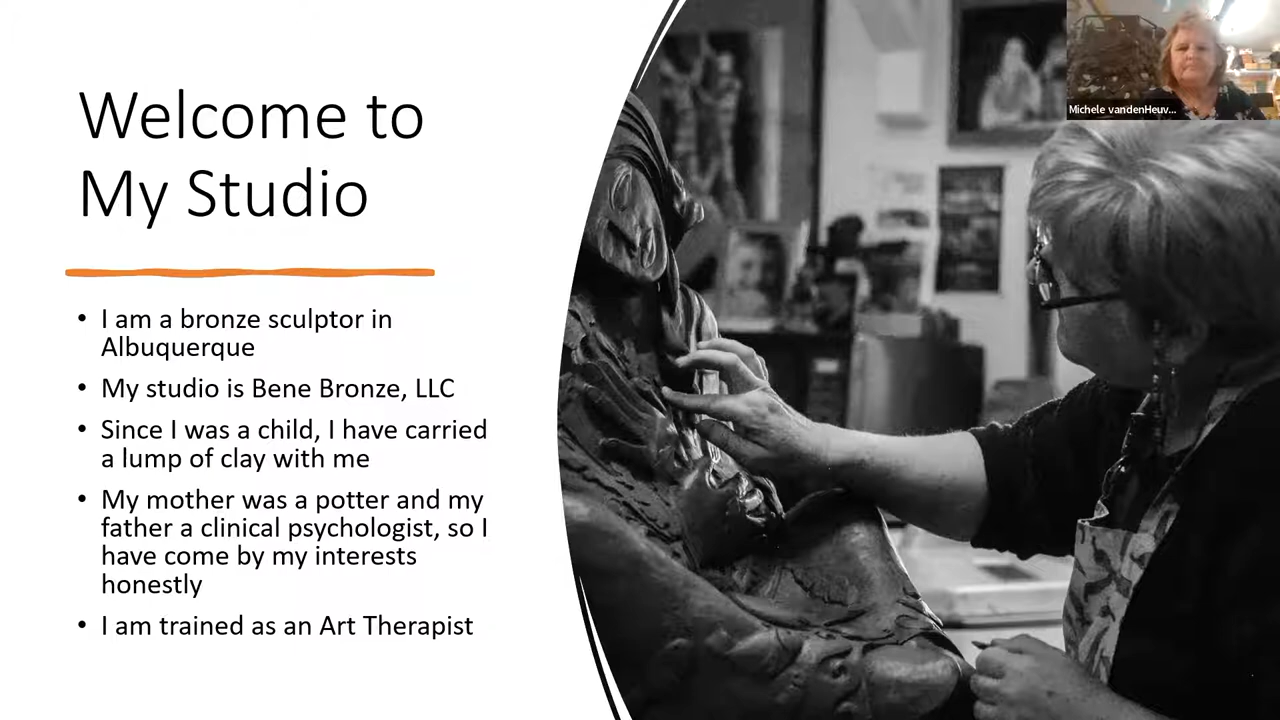 Michele vandenHeuv...
Welcome to
My Studio
• I am a bronze sculptor in
Albuquerque
• My studio is Bene Bronze, LLC
• Since I was a child, I have carried
a lump of clay with me
• My mother was a potter and my
father a clinical psychologist, so I
have come by my interests
honestly
• I am trained as an Art Therapist